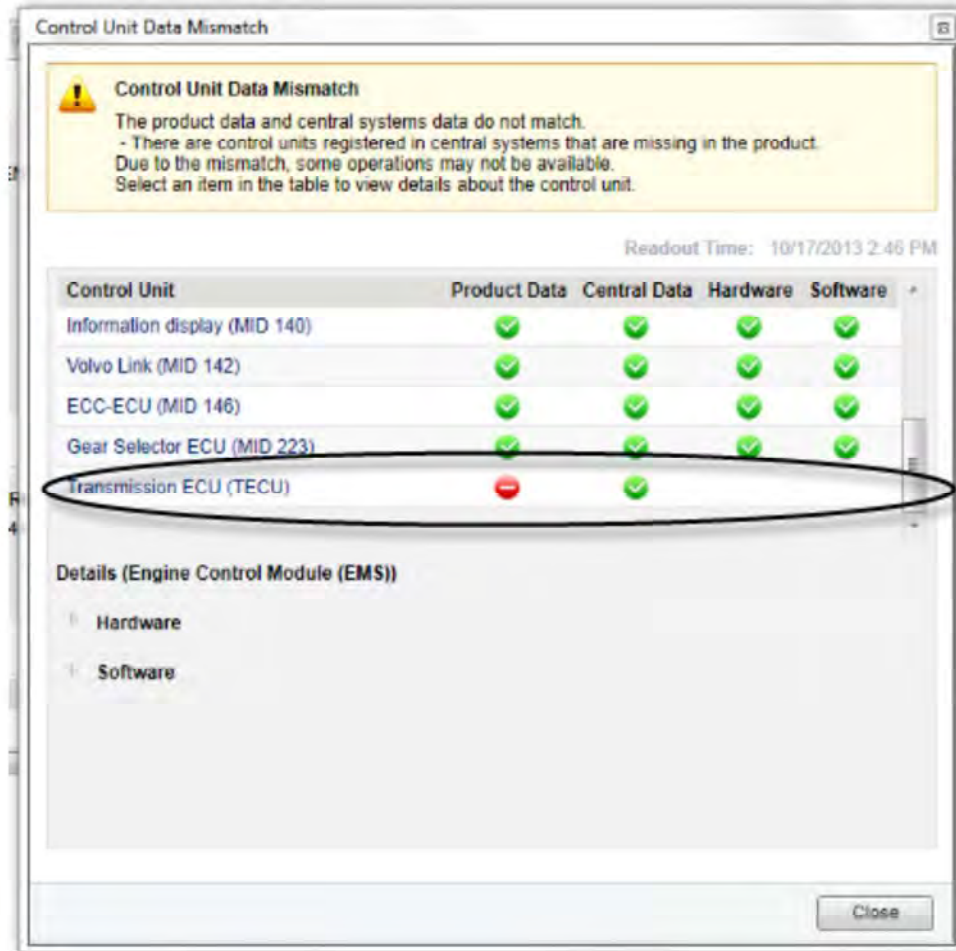 Control Unit Data Mismatch
Control Unit Data Mismatch
The product data and central systems data do not match.
- There are control units registered in central systems that are missing in the product.
Due to the mismatch, some operations may not be available.
Select an item in the table to view details about the control unit.
Readout Time: 10/17/2013 2:46 PM
Control Unit Product Data Central Data Hardware Software
Information display (MID 140)
Volvo Link (MID 142)
ECC-ECU (MID 146)
Gear Selector ECU (MID 223)
Transmission ECU (TECU)
Details (Engine Control Module (EMS))
Hardware
Software
Close